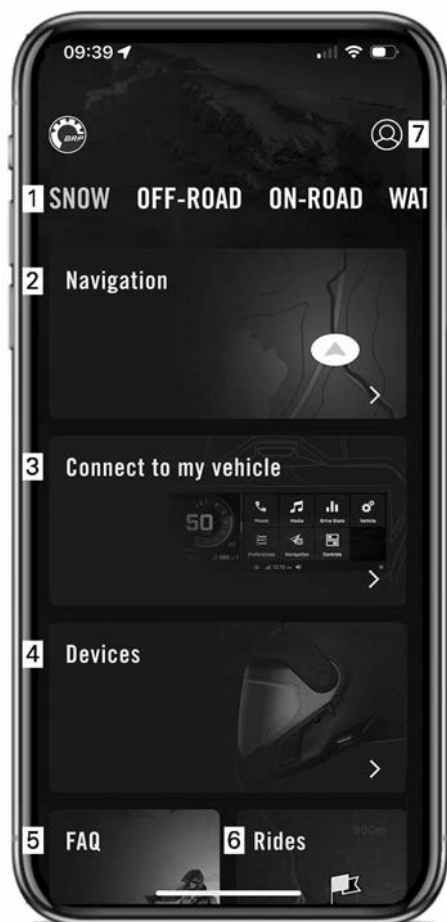 09:39
BRP
7
1 SNOW OFF-ROAD ON-ROAD WAT
2 Navigation
3 Connect to my vehicle
50
Phone Media Drive Stats Vehicle
Preferences Navigation Controls
4 Devices
5 FAQ 6 Rides
800m